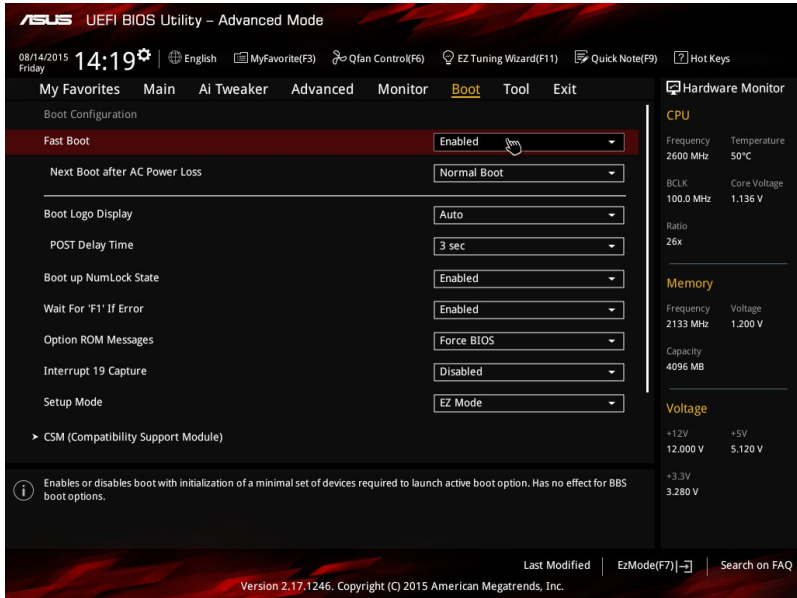 ASUS UEFI BIOS Utility – Advanced Mode
08/14/2015
Friday
14:19
English
MyFavorite(F3)
Qfan Control(F6)
EZ Tuning Wizard(F11)
Quick Note(F9)
? Hot Keys
My Favorites
Main
Ai Tweaker
Advanced
Monitor
Boot
Tool
Exit
Boot Configuration
Fast Boot Enabled
Next Boot after AC Power Loss Normal Boot
Boot Logo Display Auto
POST Delay Time 3 sec
Boot up NumLock State Enabled
Wait For 'F1' If Error Enabled
Option ROM Messages Force BIOS
Interrupt 19 Capture Disabled
Setup Mode EZ Mode
CSM (Compatibility Support Module)
i
Enables or disables boot with initialization of a minimal set of devices required to launch active boot option. Has no effect for BBS
boot options.
Hardware Monitor
CPU
Frequency Temperature
2600 MHz 50°C
BCLK Core Voltage
100.0 MHz 1.136 V
Ratio
26x
Memory
Frequency Voltage
2133 MHz 1.200 V
Capacity
4096 MB
Voltage
+12V +5V
12.000 V 5.120 V
+3.3V
3.280 V
Last Modified
EzMode(F7)
Search on FAQ
Version 2.17.1246. Copyright (C) 2015 American Megatrends, Inc.